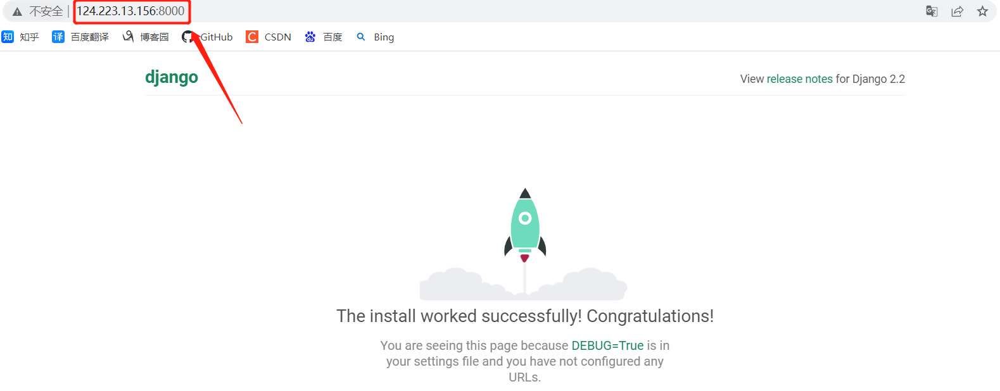 不安全 | 124.223.13.156:8000
知 知乎 译 百度翻译 博客园 GitHub C CSDN du 百度 Bing
django
View release notes for Django 2.2
The install worked successfully! Congratulations!
You are seeing this page because DEBUG=True is in
your settings file and you have not configured any
URLs.